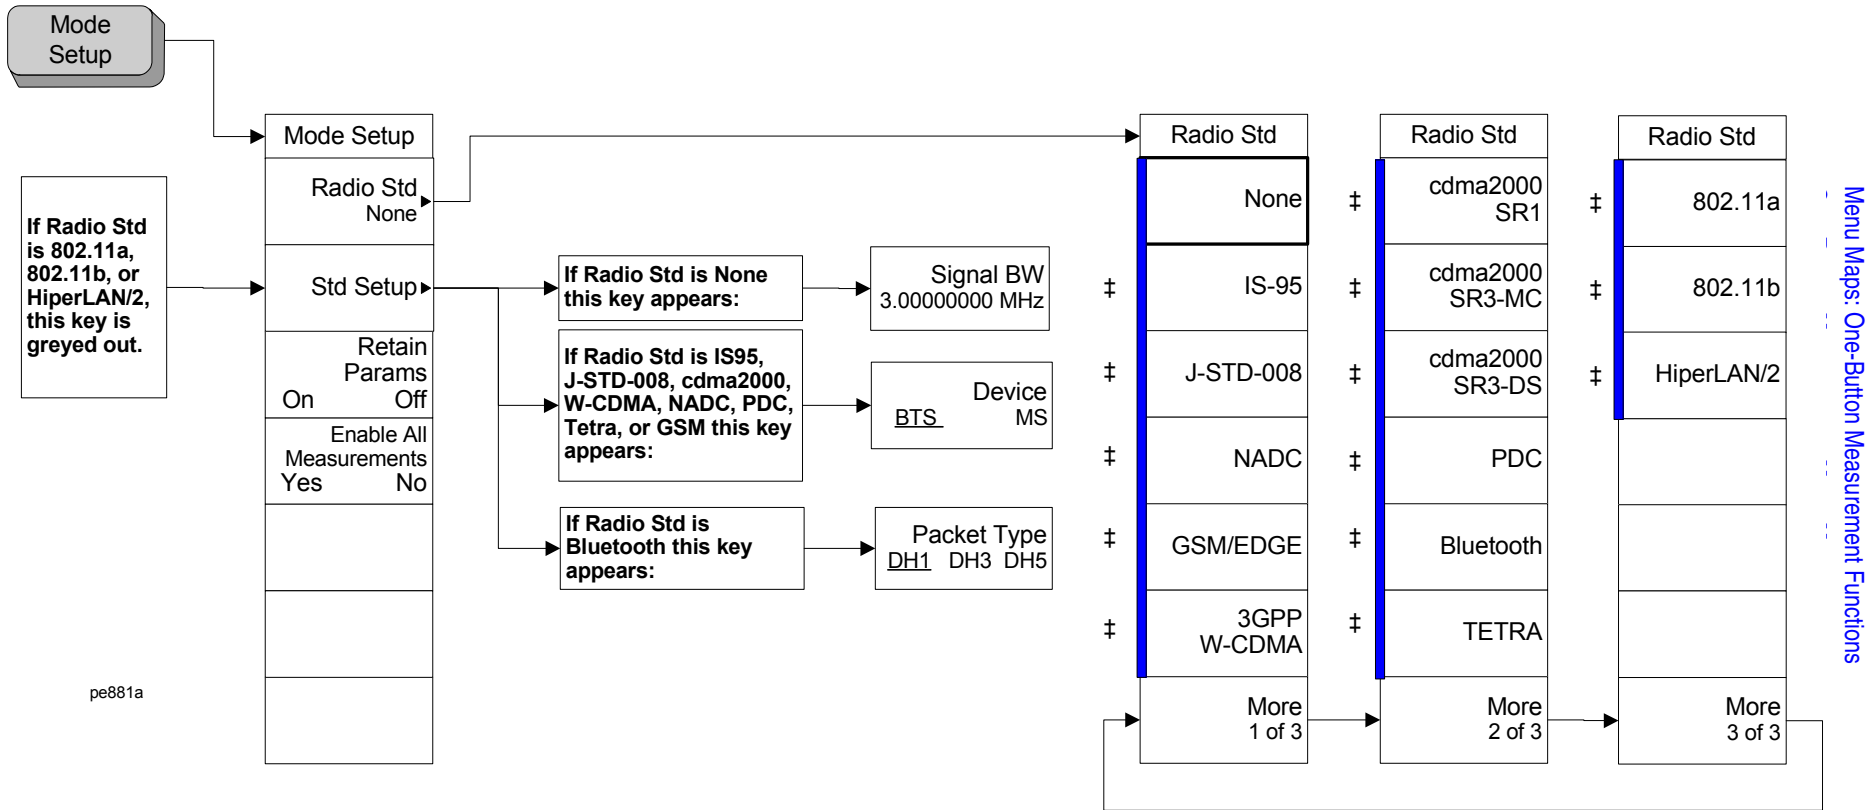 Mode
Setup
Mode Setup
Radio Std
None
Std Setup
Retain
Params
On Off
Enable All
Measurements
Yes No
If Radio Std
is 802.11a,
802.11b, or
HiperLAN/2,
this key is
greyed out.
If Radio Std is None
this key appears:
Signal BW
3.00000000 MHz
If Radio Std is IS95,
J-STD-008, cdma2000,
W-CDMA, NADC, PDC,
Tetra, or GSM this key
appears:
Device
BTS MS
If Radio Std is
Bluetooth this key
appears:
Packet Type
DH1 DH3 DH5
Radio Std
None
‡ IS-95
‡ J-STD-008
‡ NADC
‡ GSM/EDGE
‡ 3GPP
W-CDMA
More
1 of 3
Radio Std
‡ cdma2000
SR1
‡ cdma2000
SR3-MC
‡ cdma2000
SR3-DS
‡ PDC
‡ Bluetooth
‡ TETRA
More
2 of 3
Radio Std
‡ 802.11a
‡ 802.11b
‡ HiperLAN/2
More
3 of 3
Menu Maps: One-Button Measurement Functions
pe881a